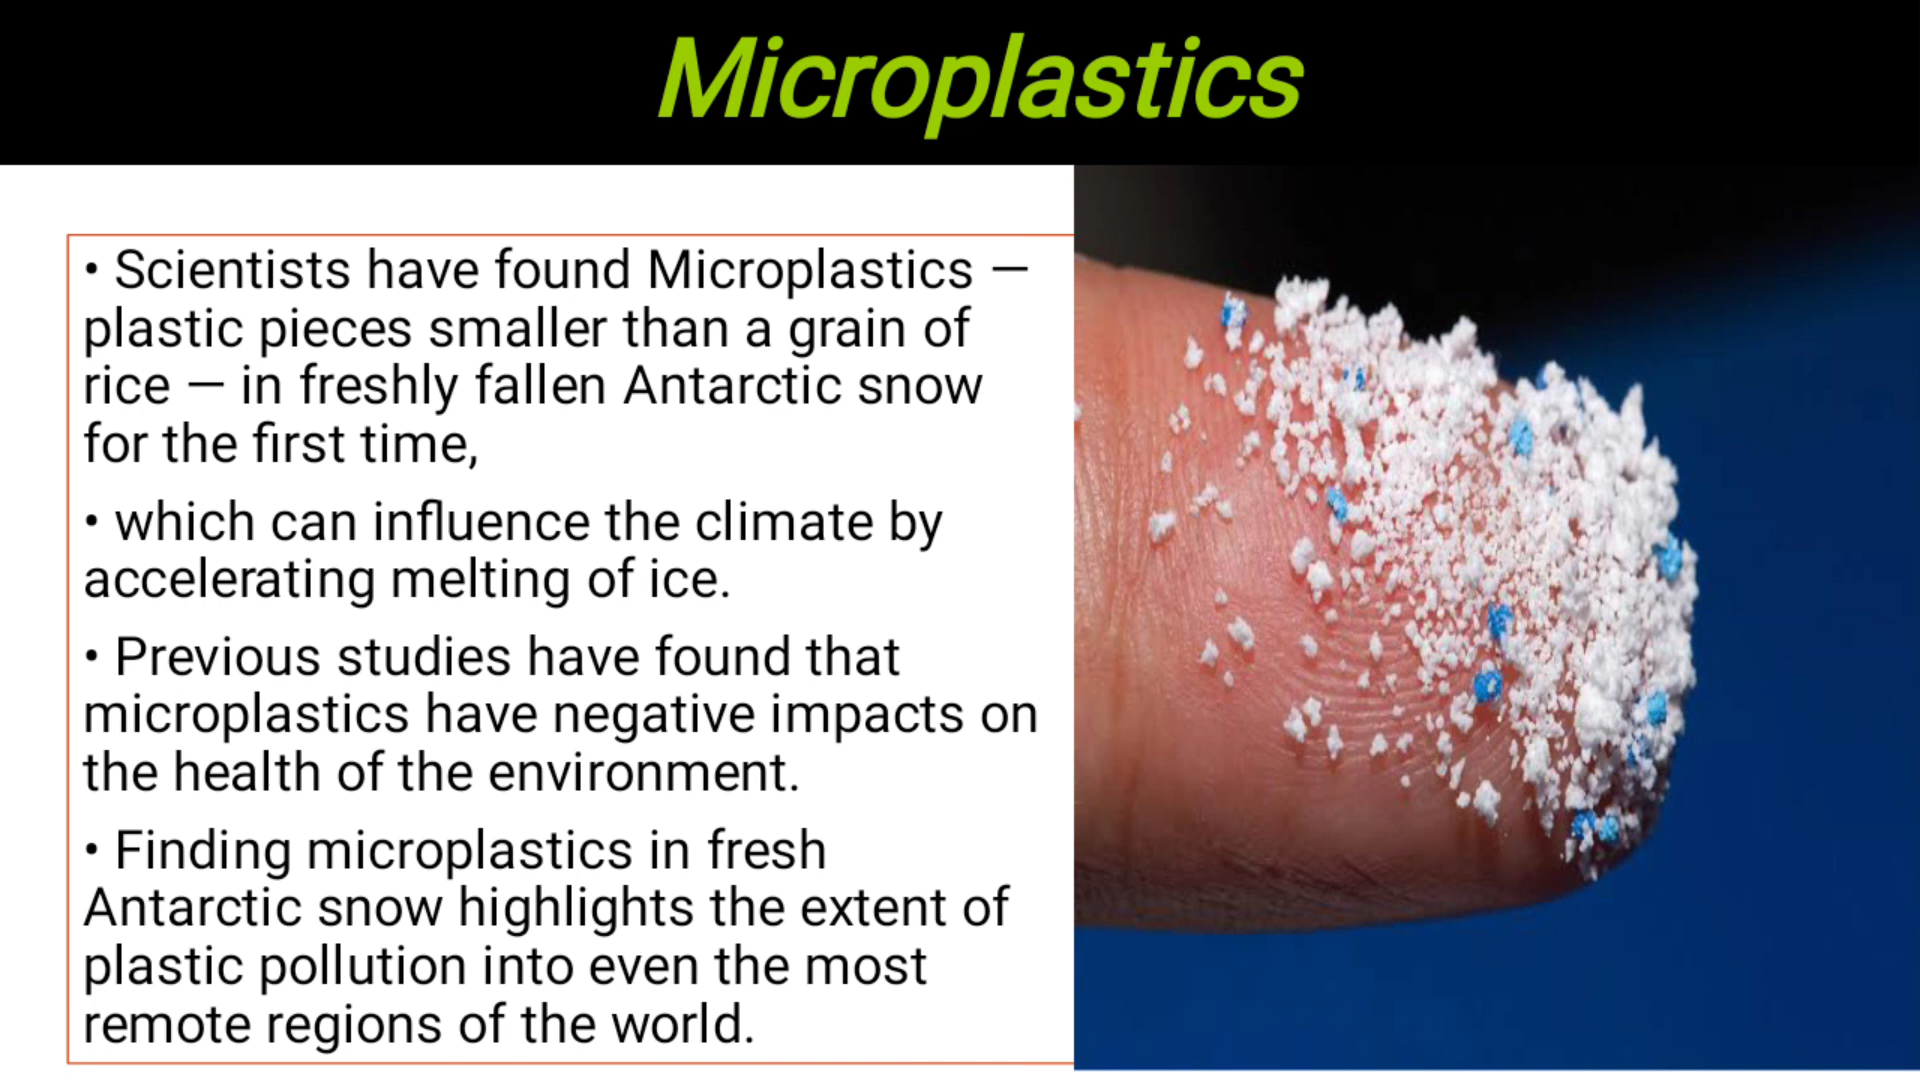 Microplastics
• Scientists have found Microplastics —
plastic pieces smaller than a grain of
rice — in freshly fallen Antarctic snow
for the first time,
• which can influence the climate by
accelerating melting of ice.
• Previous studies have found that
microplastics have negative impacts on
the health of the environment.
• Finding microplastics in fresh
Antarctic snow highlights the extent of
plastic pollution into even the most
remote regions of the world.